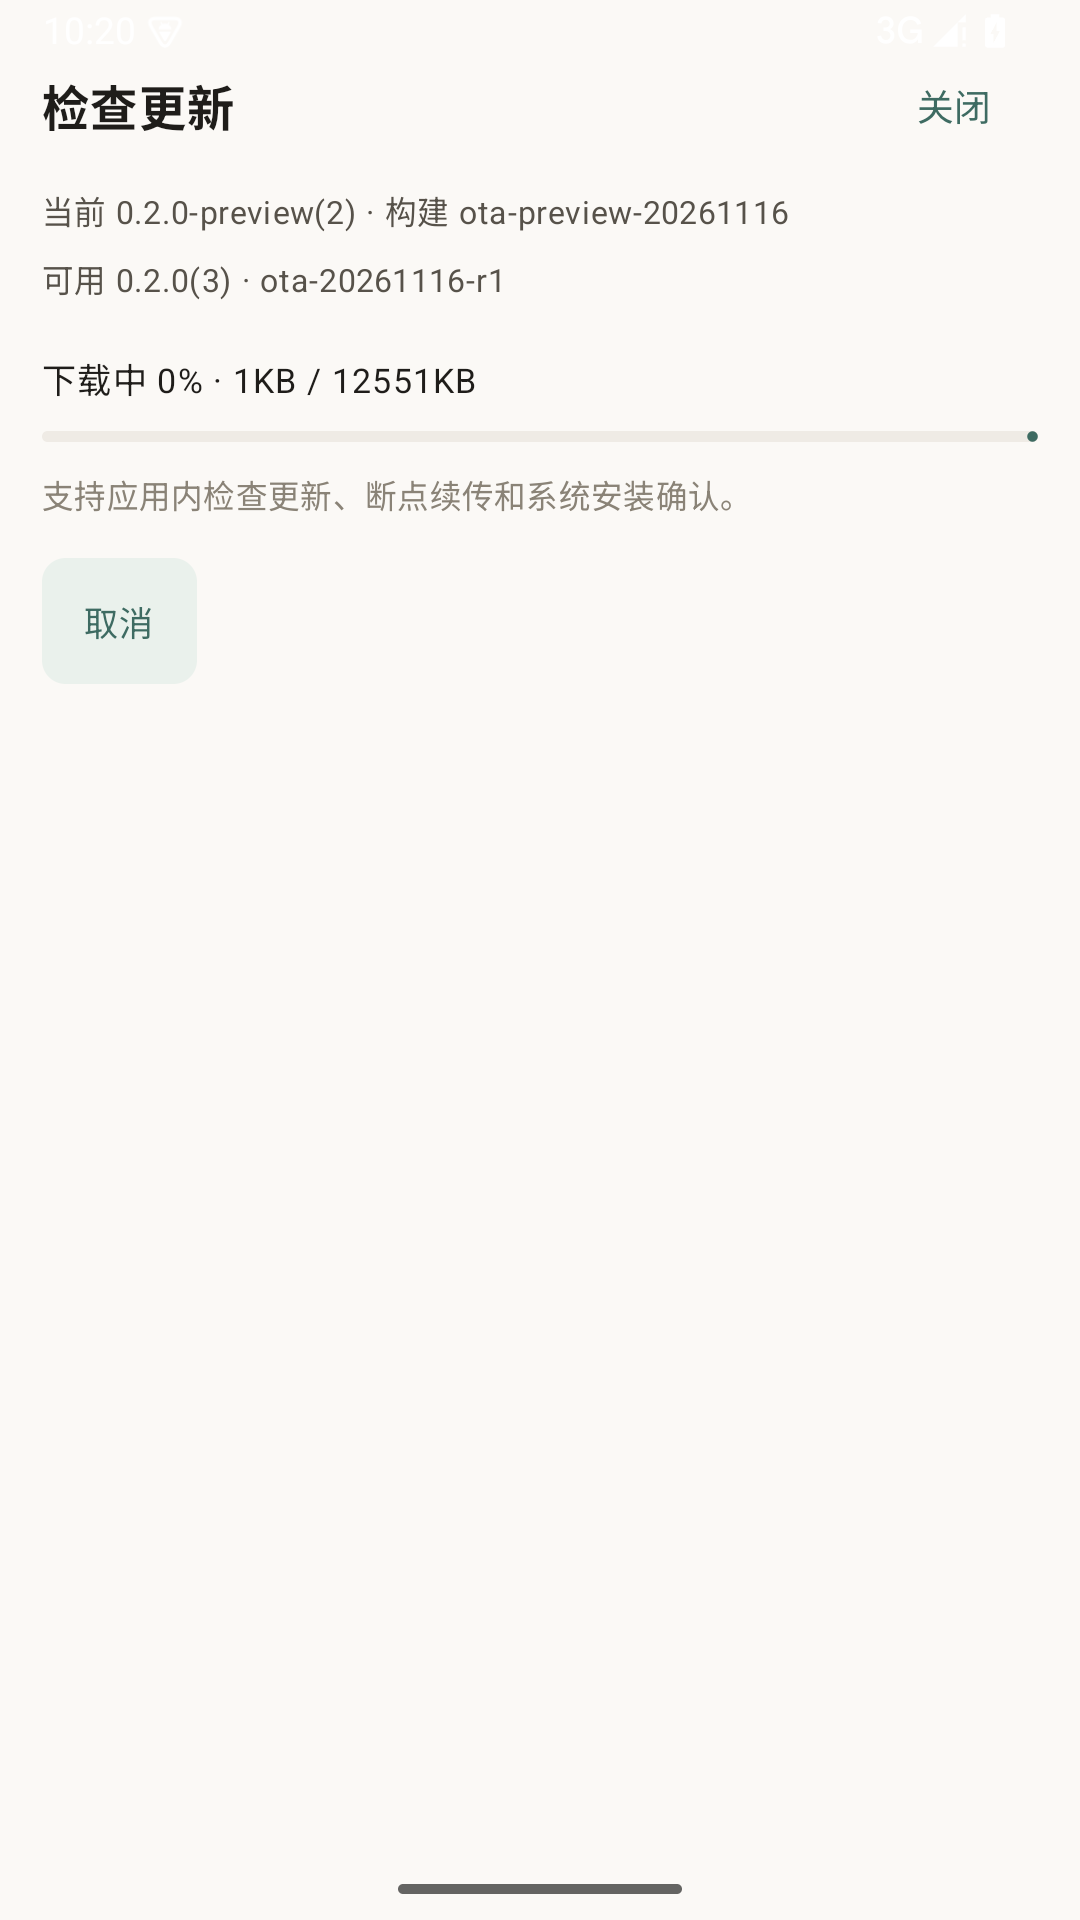 10:20 3G
检查更新 关闭
当前 0.2.0-preview(2) · 构建 ota-preview-20261116
可用 0.2.0(3) · ota-20261116-r1
下载中 0% · 1KB / 12551KB
支持应用内检查更新、断点续传和系统安装确认。
取消